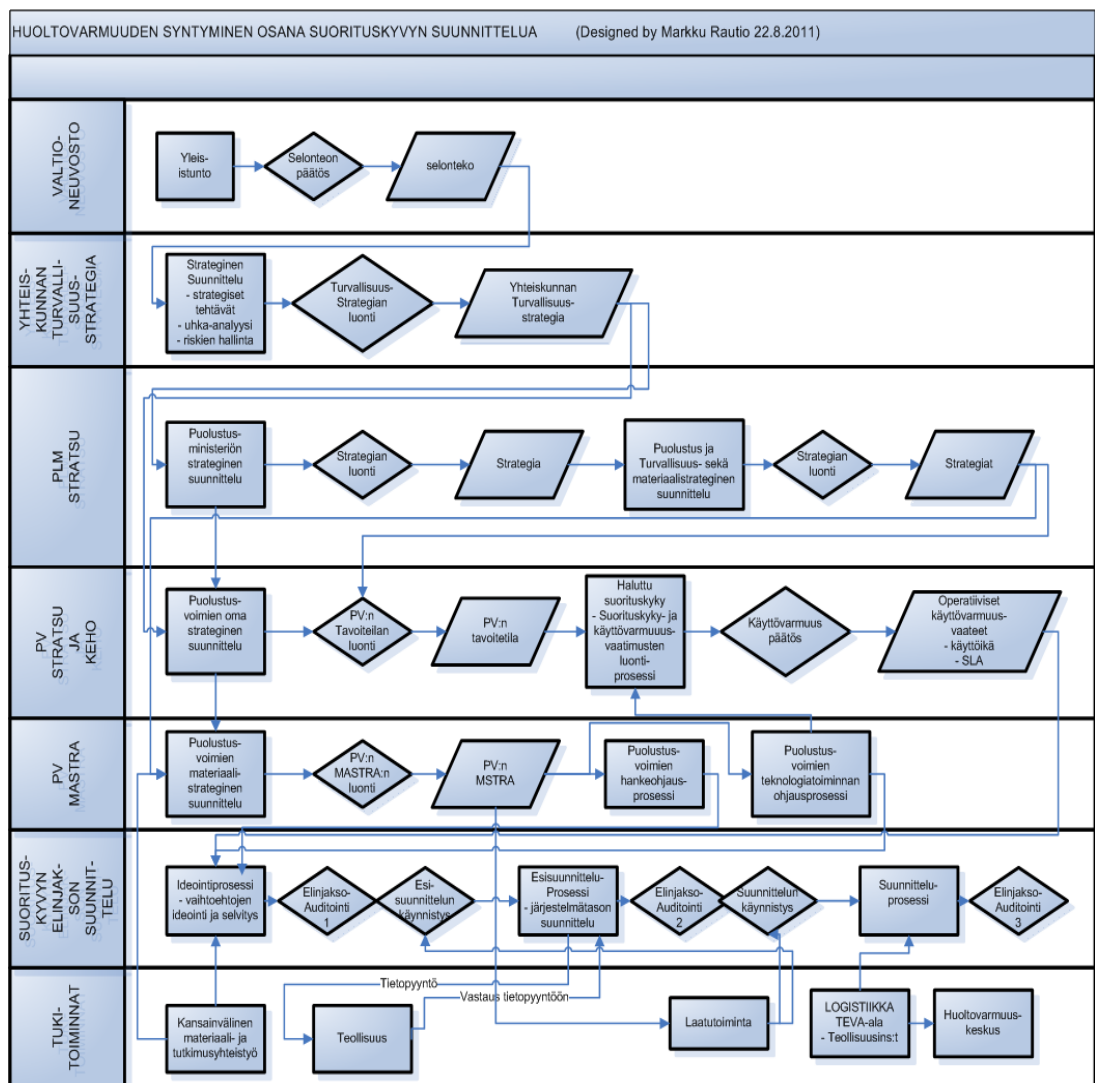 HUOLTOVARMUUDEN SYNTYMINEN OSANA SUORITUSKYVYN SUUNNITTELUA (Designed by Markku Rautio 22.8.2011)
VALTIO-
NEUVOSTO
Yleis-
istunto
Selonteon
päätös
selonteko
YHTEIS-
KUNNAN
TURVALLI-
SUUS-
STRATEGIA
Strateginen
Suunnittelu
- strategiset
tehtävät
- uhka-analyysi
- riskien hallinta
Turvallisuus-
Strategian
luonti
Yhteiskunnan
Turvallisuus-
strategia
PLM
STRATSU
Puolustus-
ministeriön
strateginen
suunnittelu
Strategian
luonti
Strategia
Puolustus ja
Turvallisuus- sekä
materiaalistrateginen
suunnittelu
Strategian
luonti
Strategiat
PV
STRATSU
JA
KEHO
Puolustus-
voimien oma
strateginen
suunnittelu
PV:n
Tavoiteilan
luonti
PV:n
tavoitetila
Haluttu
suorituskyky
- Suorituskyky- ja
käyttövarmuuus-
vaatimusten
luonti-
prosessi
Käyttövarmuus
päätös
Operatiiviset
käyttövarmuus-
vaateet
- käyttöikä
- SLA
PV
MASTRA
Puolustus-
voimien
materiaali-
strateginen
suunnittelu
PV:n
MASTRA:n
luonti
PV:n
MSTRA
Puolustus-
voimien
hankeohjaus-
prosessi
Puolustus-
voimien
teknologiatoiminnan
ohjausprosessi
SUORITUS-
KYVYN
ELINJAK-
SON
SUUNNIT-
TELU
Ideointiprosessi
- vaihtoehtojen
ideointi ja selvitys
Elinjakso-
Auditointi
1
Esi-
suunnittelun
käynnistys
Esisuunnittelu-
Prosessi
- järjestelmätason
suunnittelu
Elinjakso-
Auditointi
2
Suunnittelun
käynnistys
Suunnittelu-
prosessi
Elinjakso-
Auditointi
3
TUKI-
TOIMINNAT
Kansainvälinen
materiaali- ja
tutkimusyhteistyö
Tietopyyntö
Vastaus tietopyyntöön
Teollisuus
Laatutoiminta
LOGISTIIKKA
TEVA-ala
- Teollisuusins:t
Huoltovarmuus-
keskus